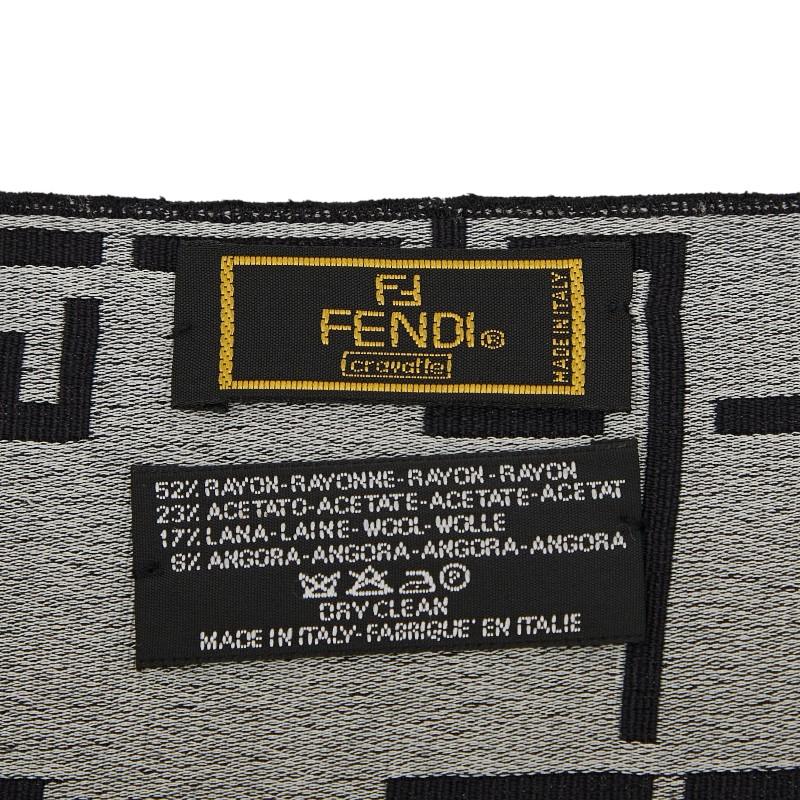 FF
FENDI®
cravatte
MADE IN ITALY
52% RAYON-RAYONNE-RAYON-RAYON
23% ACETATO-ACETATE-ACETATE-ACETAT
17% LANA-LAINE-WOOL-WOLLE
8% ANGORA-ANGORA-ANGORA-ANGORA
P
DRY CLEAN
MADE IN ITALY-FABRIQUE' EN ITALIE